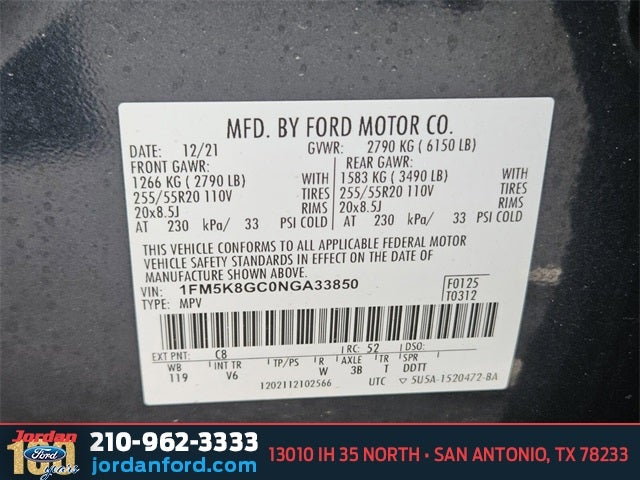 MFD. BY FORD MOTOR CO.
DATE: 12/21 GVWR: 2790 KG ( 6150 LB)
FRONT GAWR: REAR GAWR:
1266 KG ( 2790 LB) WITH 1583 KG ( 3490 LB) WITH
255/55R20 110V TIRES 255/55R20 110V TIRES
20x8.5J RIMS 20x8.5J RIMS
AT 230 kPa/ 33 PSI COLD AT 230 kPa/ 33 PSI COLD
THIS VEHICLE CONFORMS TO ALL APPLICABLE FEDERAL MOTOR
VEHICLE SAFETY STANDARDS IN EFFECT ON THE DATE OF
MANUFACTURE SHOWN ABOVE.
VIN: 1FM5K8GC0NGA33850 F0125
TYPE: MPV T0312
EXT PNT: C8 RC: 52 DSO:
WB INT TR TP/PS R AXLE TR SPR
119 V6 W 3B T DDTT
1202112102566 UTC 5U5A-1520472-BA
Jordan
Ford
100
years
210-962-3333
jordanford.com
13010 IH 35 NORTH • SAN ANTONIO, TX 78233